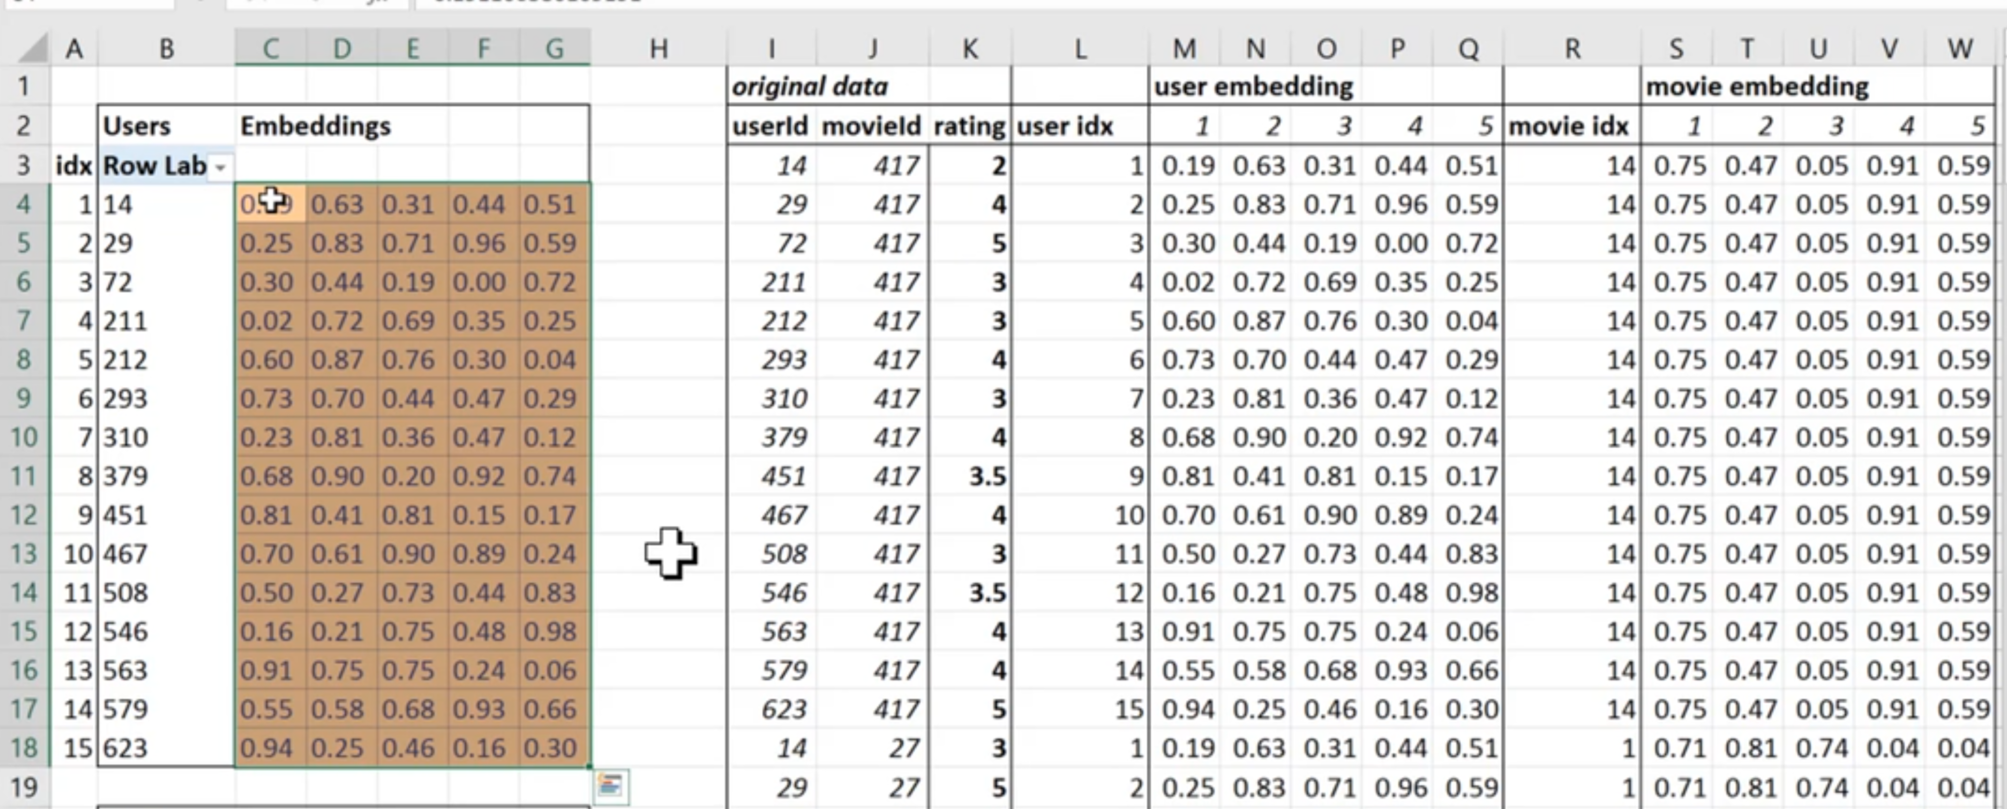 A B C D E F G H I J K L M N O P Q R S T U V W
1 original data user embedding movie embedding
2 Users Embeddings userId movieId rating user idx 1 2 3 4 5 movie idx 1 2 3 4 5
3 idx Row Lab 14 417 2 1 0.19 0.63 0.31 0.44 0.51 14 0.75 0.47 0.05 0.91 0.59
4 1 14 0.63 0.31 0.44 0.51 29 417 4 2 0.25 0.83 0.71 0.96 0.59 14 0.75 0.47 0.05 0.91 0.59
5 2 29 0.25 0.83 0.71 0.96 0.59 72 417 5 3 0.30 0.44 0.19 0.00 0.72 14 0.75 0.47 0.05 0.91 0.59
6 3 72 0.30 0.44 0.19 0.00 0.72 211 417 3 4 0.02 0.72 0.69 0.35 0.25 14 0.75 0.47 0.05 0.91 0.59
7 4 211 0.02 0.72 0.69 0.35 0.25 212 417 3 5 0.60 0.87 0.76 0.30 0.04 14 0.75 0.47 0.05 0.91 0.59
8 5 212 0.60 0.87 0.76 0.30 0.04 293 417 4 6 0.73 0.70 0.44 0.47 0.29 14 0.75 0.47 0.05 0.91 0.59
9 6 293 0.73 0.70 0.44 0.47 0.29 310 417 3 7 0.23 0.81 0.36 0.47 0.12 14 0.75 0.47 0.05 0.91 0.59
10 7 310 0.23 0.81 0.36 0.47 0.12 379 417 4 8 0.68 0.90 0.20 0.92 0.74 14 0.75 0.47 0.05 0.91 0.59
11 8 379 0.68 0.90 0.20 0.92 0.74 451 417 3.5 9 0.81 0.41 0.81 0.15 0.17 14 0.75 0.47 0.05 0.91 0.59
12 9 451 0.81 0.41 0.81 0.15 0.17 467 417 4 10 0.70 0.61 0.90 0.89 0.24 14 0.75 0.47 0.05 0.91 0.59
13 10 467 0.70 0.61 0.90 0.89 0.24 508 417 3 11 0.50 0.27 0.73 0.44 0.83 14 0.75 0.47 0.05 0.91 0.59
14 11 508 0.50 0.27 0.73 0.44 0.83 546 417 3.5 12 0.16 0.21 0.75 0.48 0.98 14 0.75 0.47 0.05 0.91 0.59
15 12 546 0.16 0.21 0.75 0.48 0.98 563 417 4 13 0.91 0.75 0.75 0.24 0.06 14 0.75 0.47 0.05 0.91 0.59
16 13 563 0.91 0.75 0.75 0.24 0.06 579 417 4 14 0.55 0.58 0.68 0.93 0.66 14 0.75 0.47 0.05 0.91 0.59
17 14 579 0.55 0.58 0.68 0.93 0.66 623 417 5 15 0.94 0.25 0.46 0.16 0.30 14 0.75 0.47 0.05 0.91 0.59
18 15 623 0.94 0.25 0.46 0.16 0.30 14 27 3 1 0.19 0.63 0.31 0.44 0.51 1 0.71 0.81 0.74 0.04 0.04
19 29 27 5 2 0.25 0.83 0.71 0.96 0.59 1 0.71 0.81 0.74 0.04 0.04